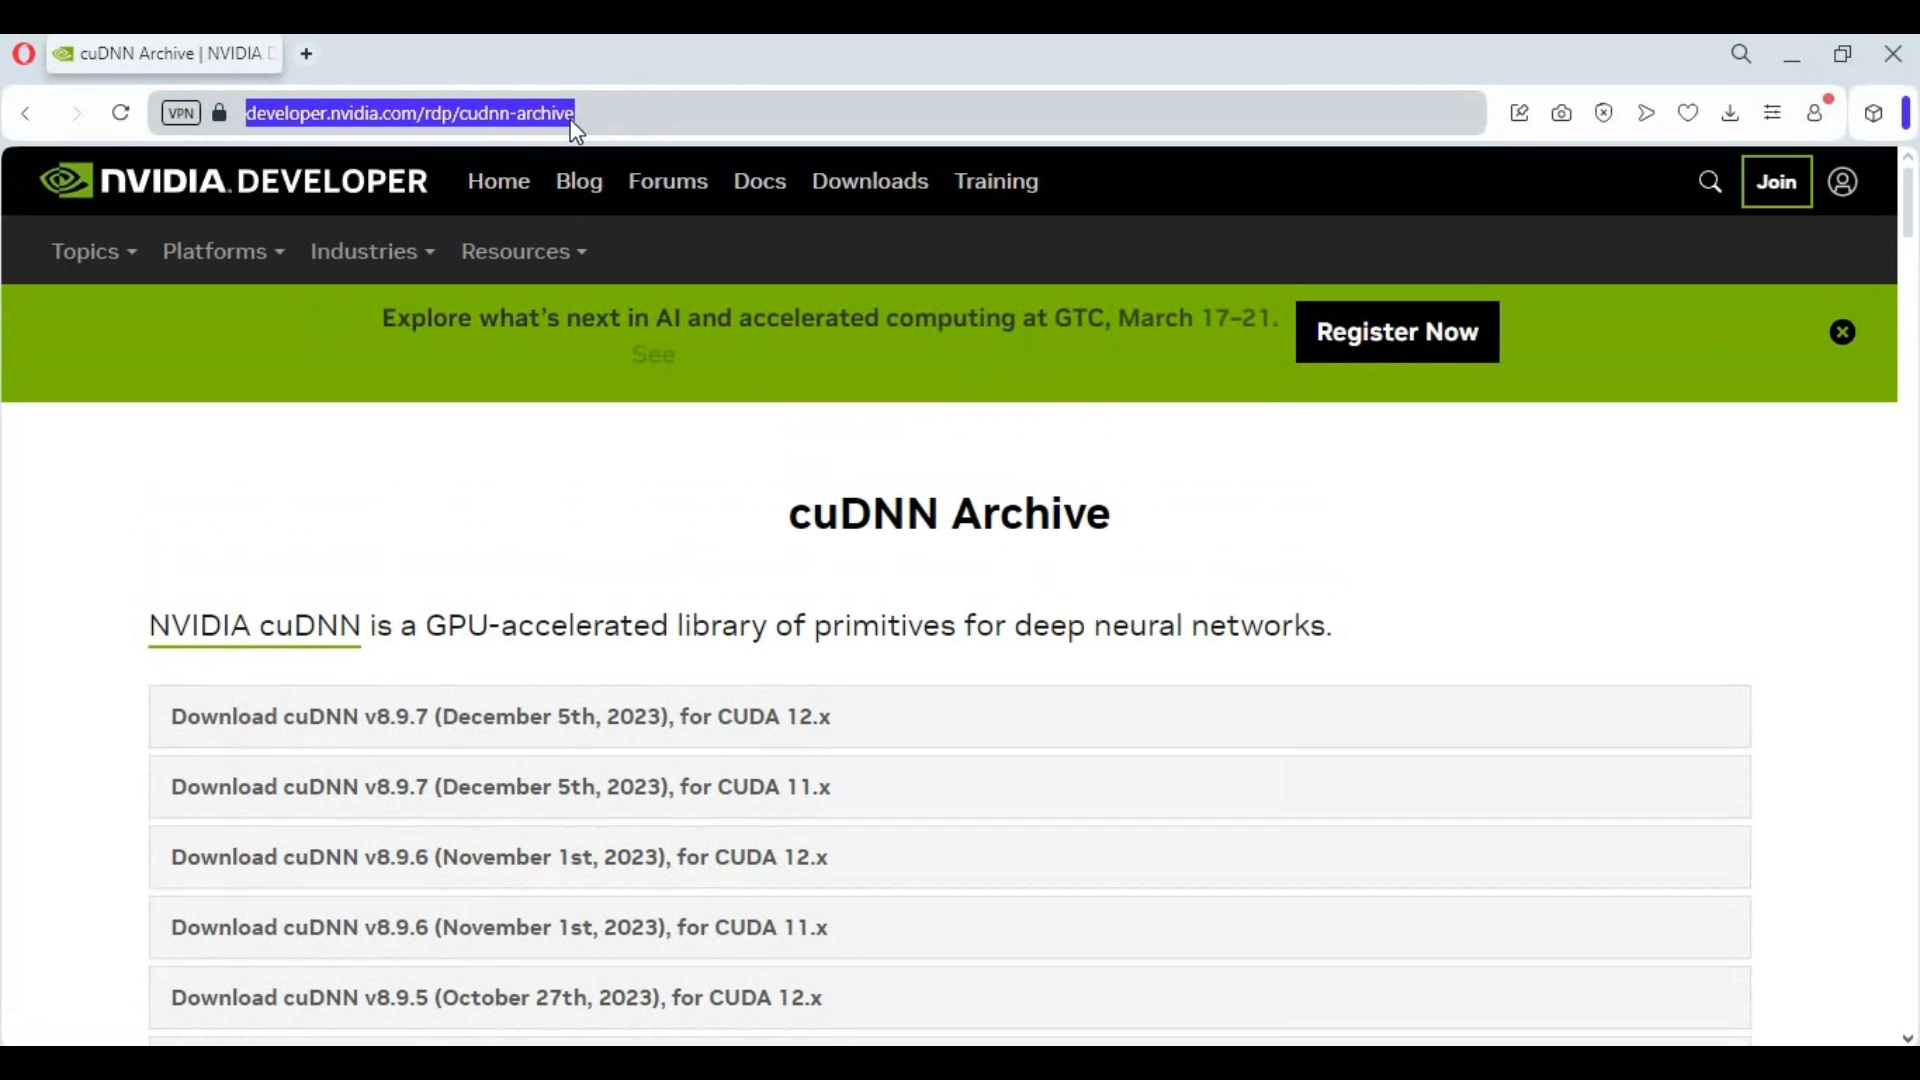 cuDNN Archive | NVIDIA D
VPN developer.nvidia.com/rdp/cudnn-archive
NVIDIA. DEVELOPER Home Blog Forums Docs Downloads Training Join
Topics Platforms Industries Resources
Explore what's next in AI and accelerated computing at GTC, March 17–21.
See
Register Now
cuDNN Archive
NVIDIA cuDNN is a GPU-accelerated library of primitives for deep neural networks.
Download cuDNN v8.9.7 (December 5th, 2023), for CUDA 12.x
Download cuDNN v8.9.7 (December 5th, 2023), for CUDA 11.x
Download cuDNN v8.9.6 (November 1st, 2023), for CUDA 12.x
Download cuDNN v8.9.6 (November 1st, 2023), for CUDA 11.x
Download cuDNN v8.9.5 (October 27th, 2023), for CUDA 12.x